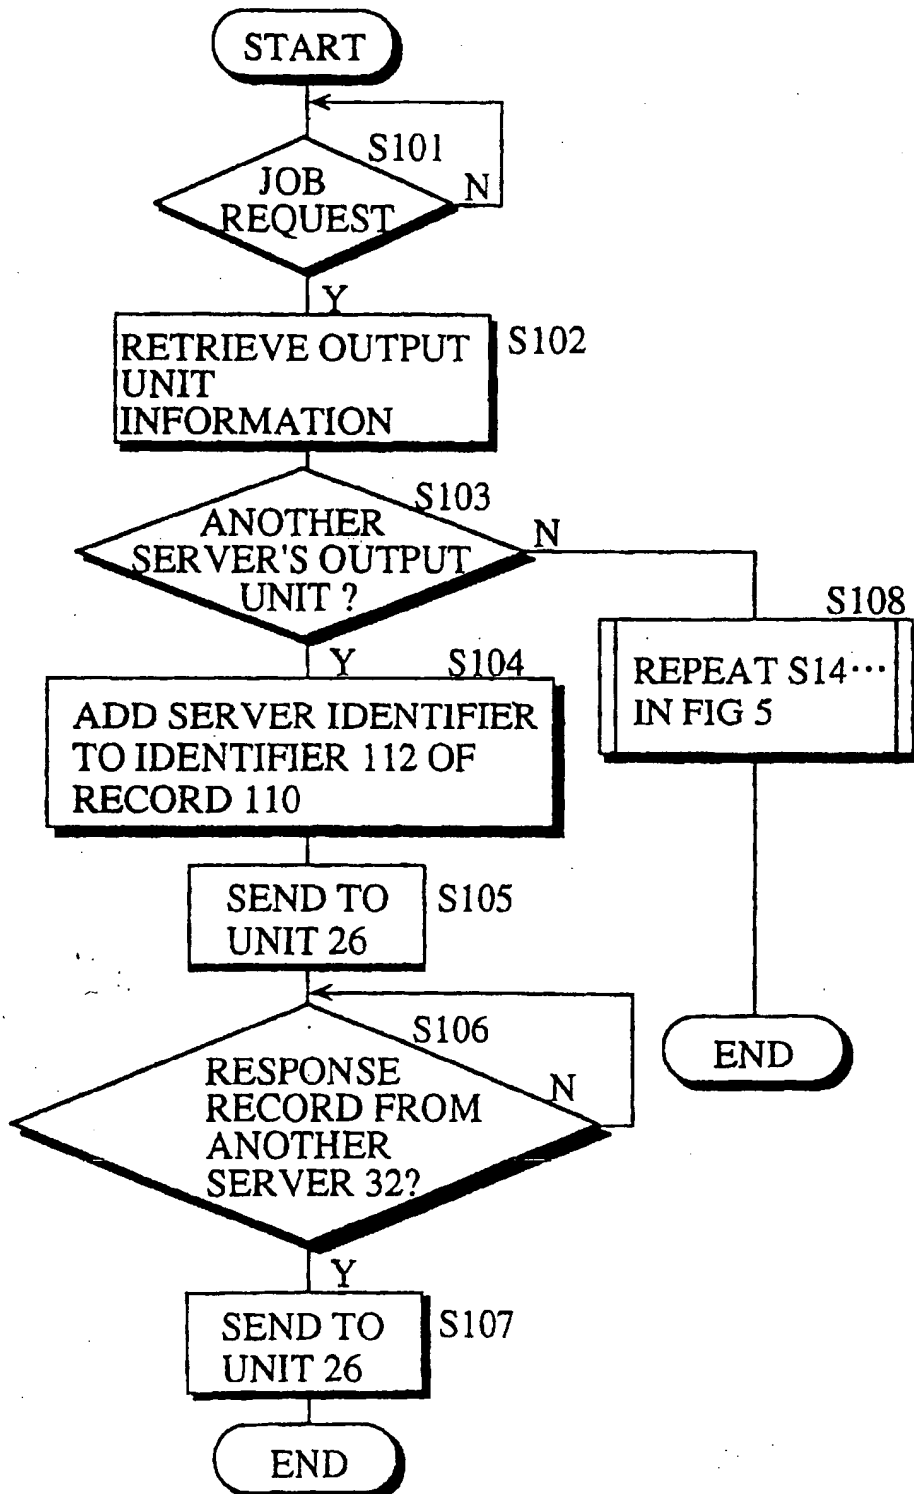 START
S101
JOB
REQUEST
N
Y
RETRIEVE OUTPUT
UNIT
INFORMATION
S102
S103
ANOTHER
SERVER'S OUTPUT
UNIT ?
N
Y
S108
REPEAT S14···
IN FIG 5
S104
ADD SERVER IDENTIFIER
TO IDENTIFIER 112 OF
RECORD 110
SEND TO
UNIT 26
S105
S106
RESPONSE
RECORD FROM
ANOTHER
SERVER 32?
N
END
Y
SEND TO
UNIT 26
S107
END